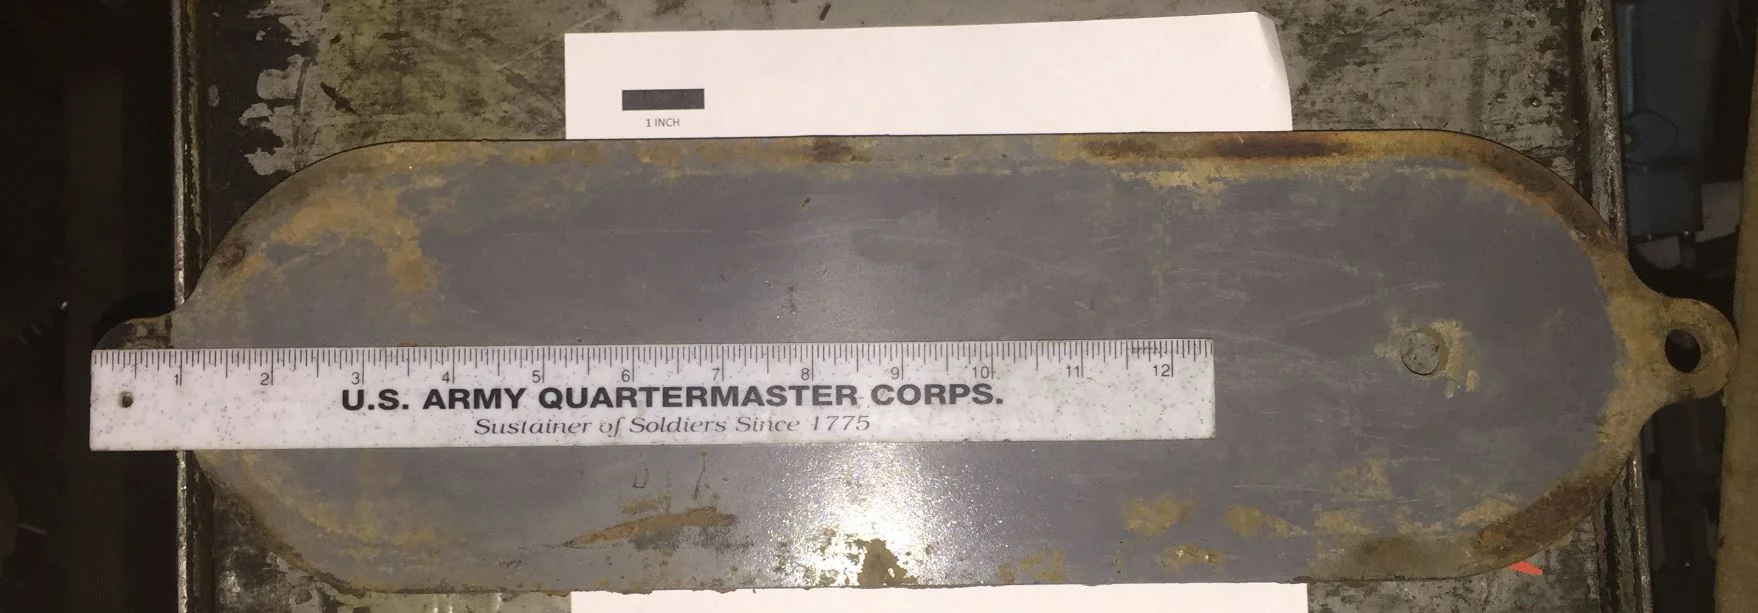 1 INCH
1 2 3 4 5 6 7 8 9 10 11 12
U.S. ARMY QUARTERMASTER CORPS.
Sustainer of Soldiers Since 1775